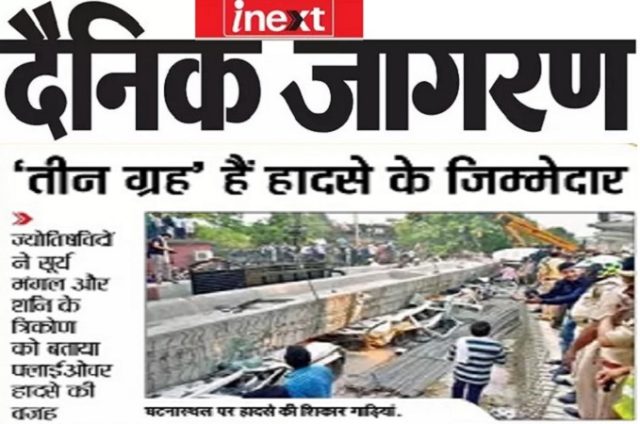 inext
दैनिक जागरण
‘तीन ग्रह’ हैं हादसे के जिम्मेदार
ज्योतिषविदों
ने सूर्य
मंगल और
शनि के
त्रिकोण
को बताया
फ्लाईओवर
हादसे की
वजह
घटनास्थल पर हादसे की शिकार गाड़ियां.